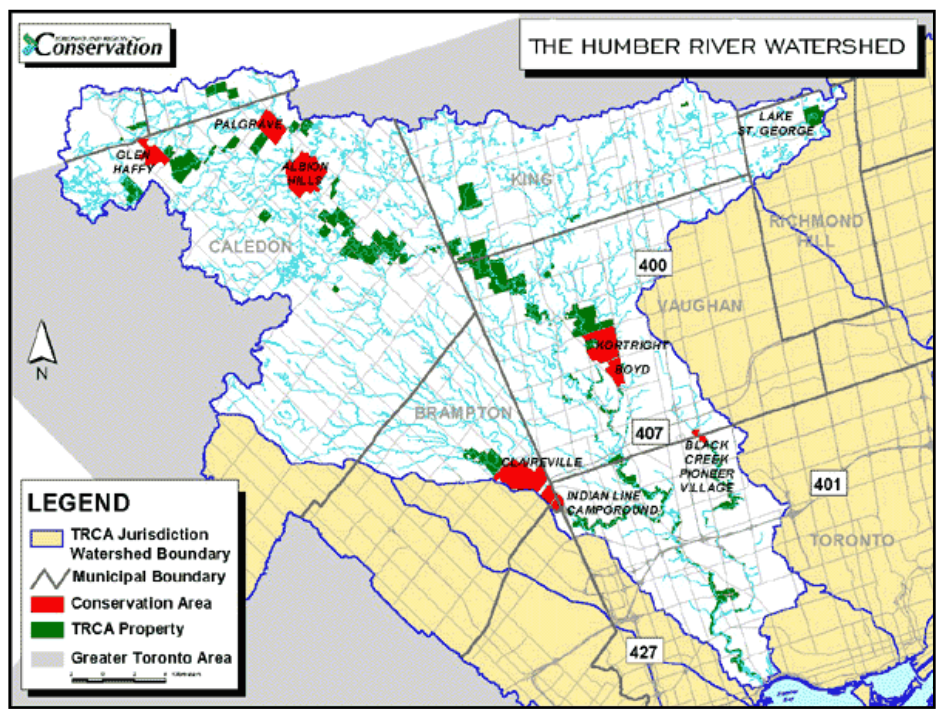 Conservation
THE HUMBER RIVER WATERSHED
LAKE
ST. GEORGE
PALGRAVE
GLEN
HAFFY
ALBION
HILLS
KING
CALEDON
RICHMOND
HILL
400
VAUGHAN
KORTRIGHT
BOYD
BRAMPTON
407
BLACK
CREEK
PIONEER
VILLAGE
CLAIREVILLE
401
INDIAN LINE
CAMPGROUND
TORONTO
427
N
LEGEND
TRCA Jurisdiction
Watershed Boundary
Municipal Boundary
Conservation Area
TRCA Property
Greater Toronto Area